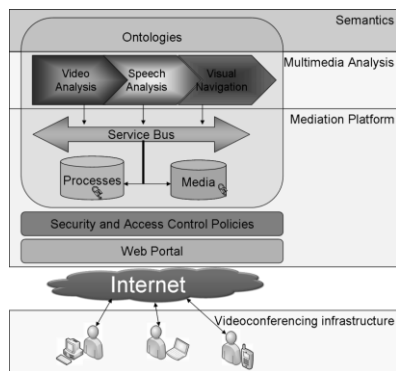 Semantics
Ontologies
Multimedia Analysis
Video
Analysis
Speech
Analysis
Visual
Navigation
Mediation Platform
Service Bus
Processes
Media
Security and Access Control Policies
Web Portal
Internet
Videoconferencing infrastructure